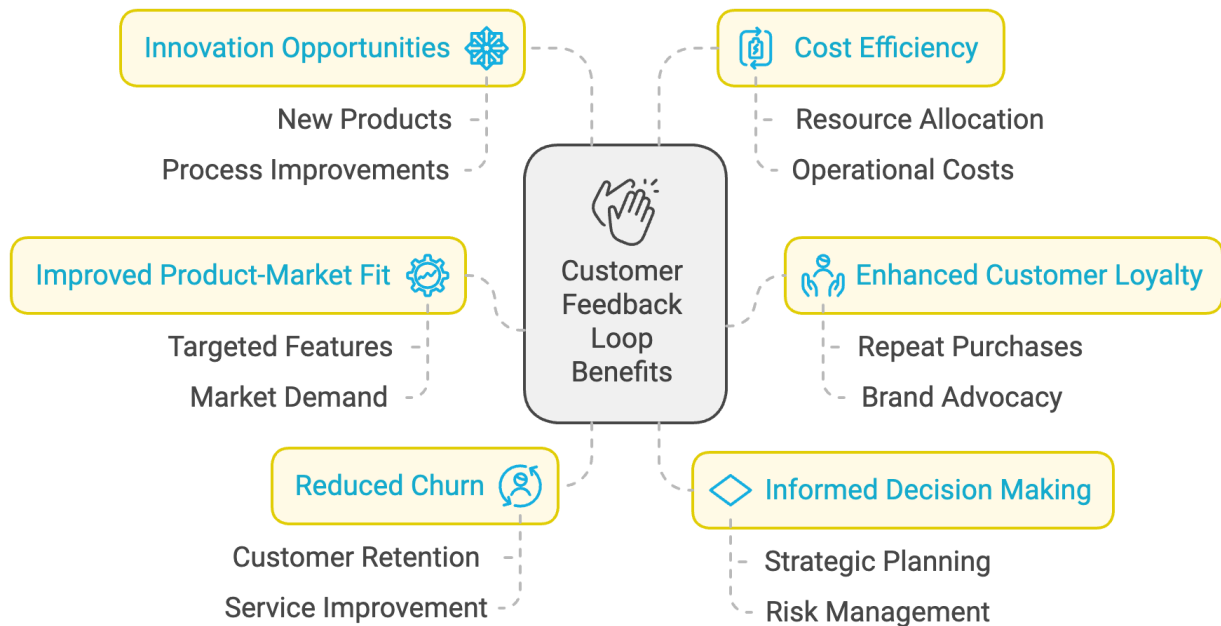 Innovation Opportunities
New Products
Process Improvements
Improved Product-Market Fit
Targeted Features
Market Demand
Reduced Churn
Customer Retention
Service Improvement
Customer
Feedback
Loop
Benefits
Cost Efficiency
Resource Allocation
Operational Costs
Enhanced Customer Loyalty
Repeat Purchases
Brand Advocacy
Informed Decision Making
Strategic Planning
Risk Management